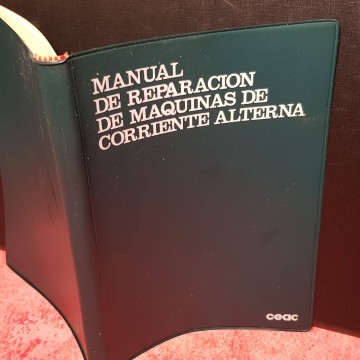 MANUAL
DE REPARACION
DE MAQUINAS DE
CORRIENTE ALTERNA
ceac